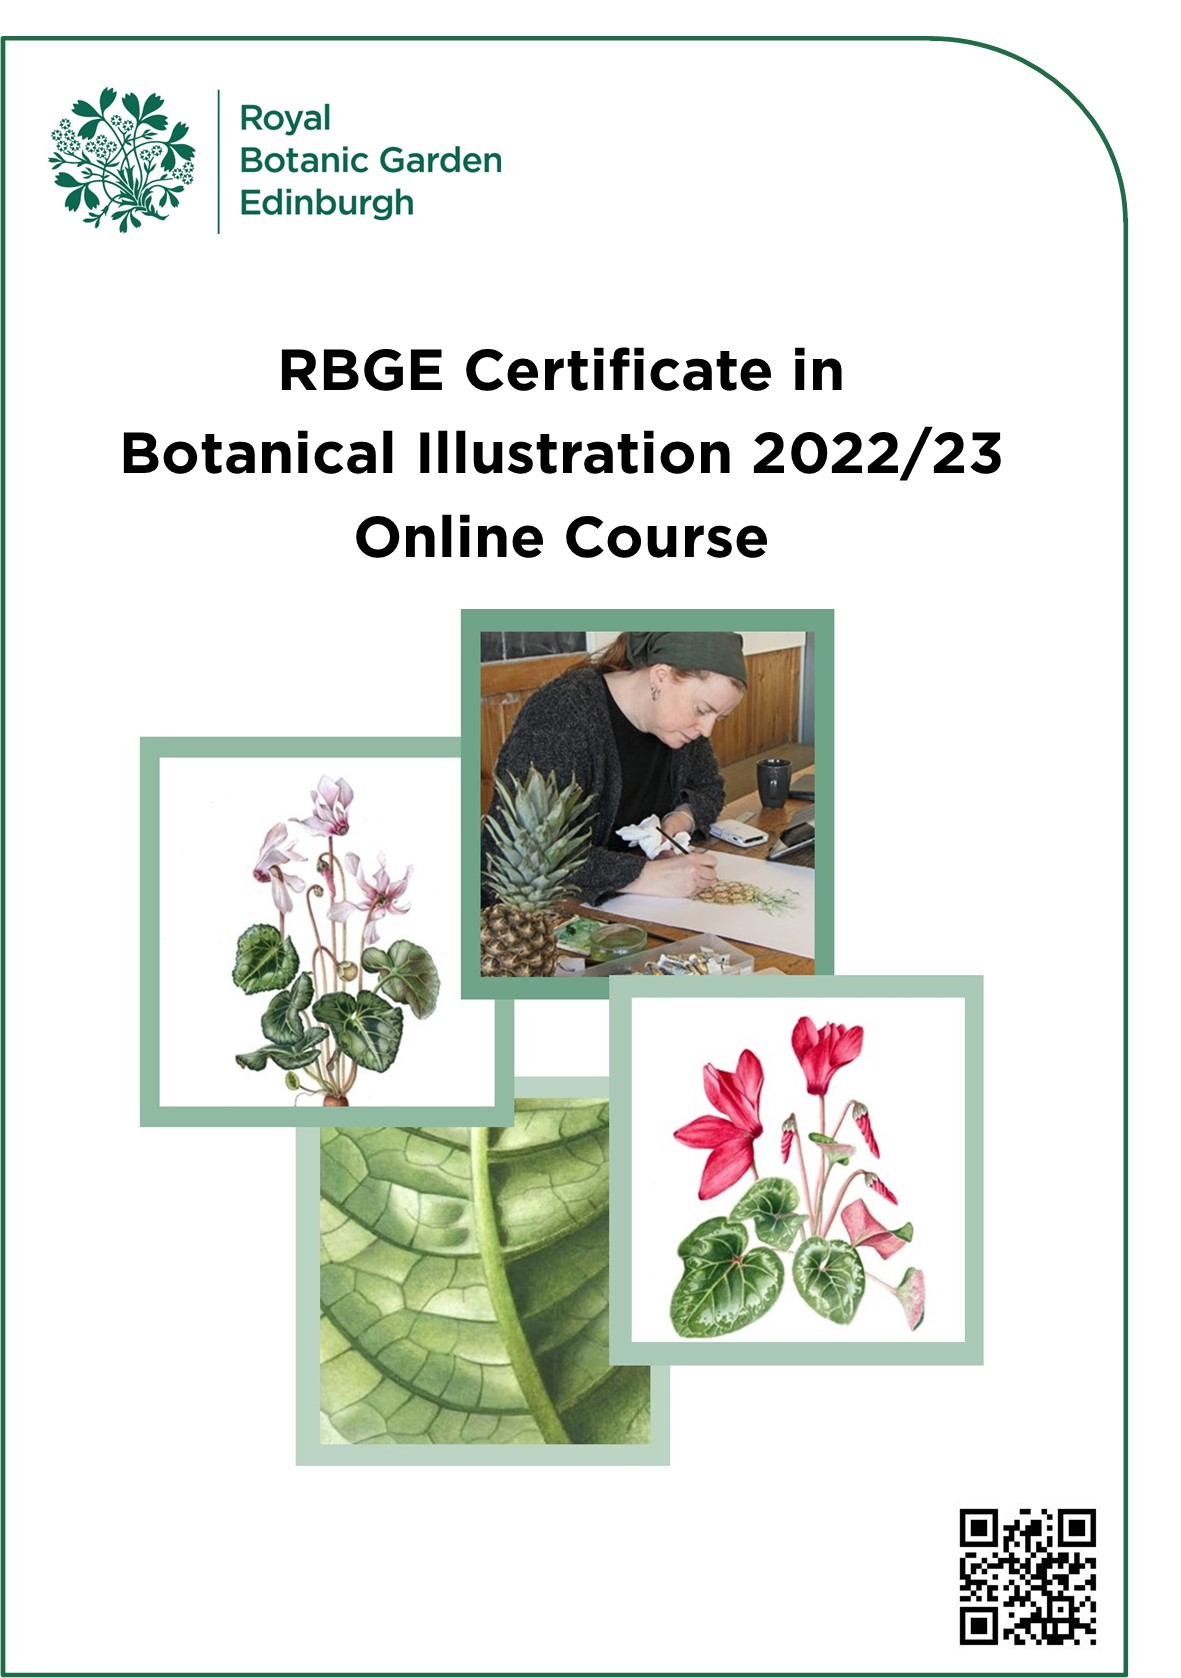 Royal
Botanic Garden
Edinburgh
RBGE Certificate in
Botanical Illustration 2022/23
Online Course